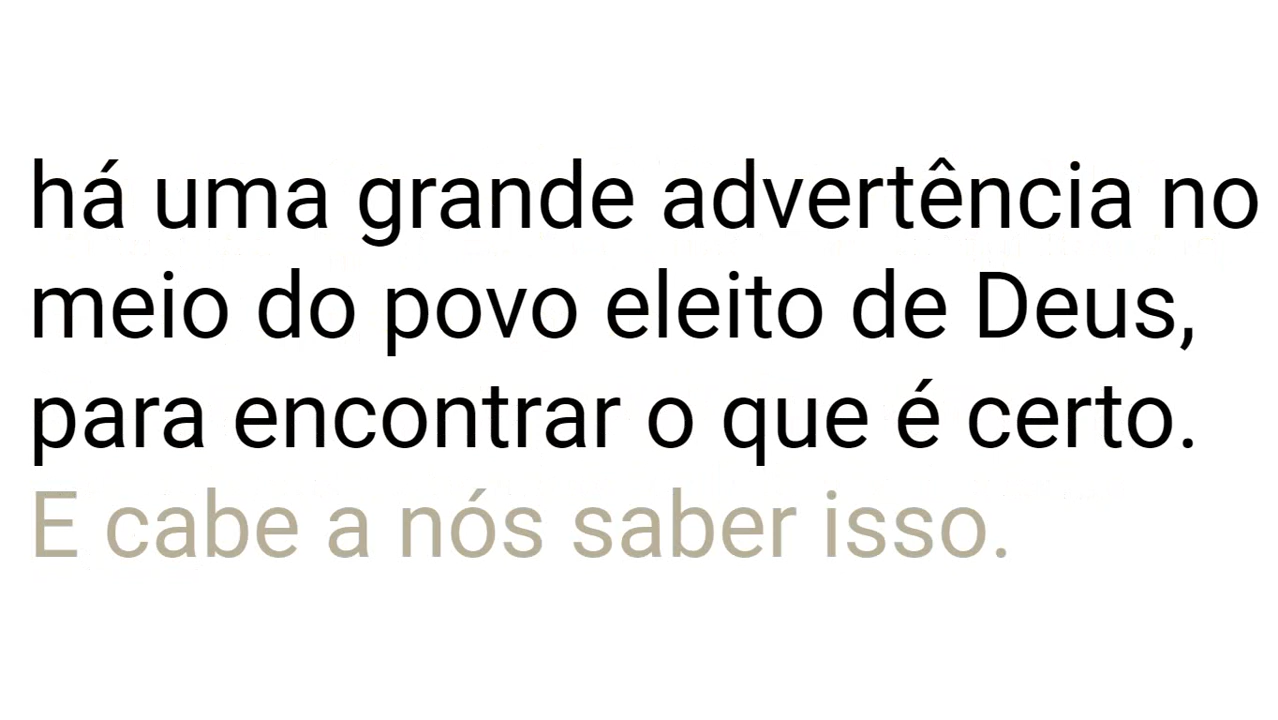 há uma grande advertência no
meio do povo eleito de Deus,
para encontrar o que é certo.
E cabe a nós saber isso.